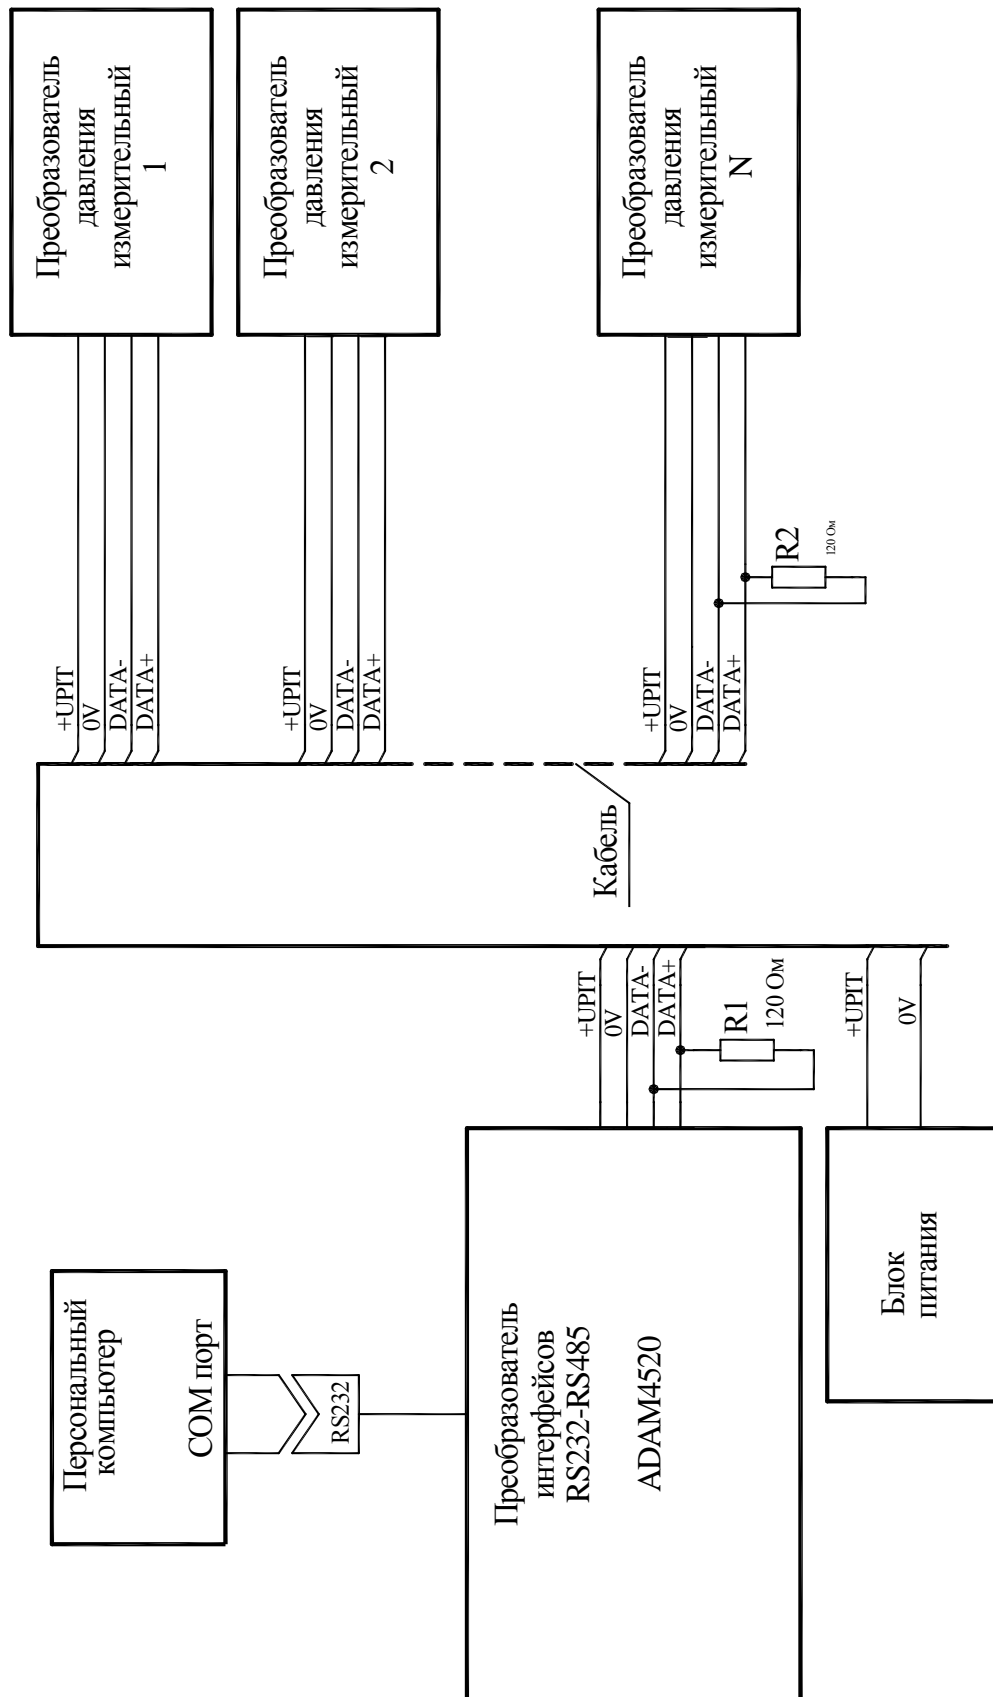 Персональный
компьютер
COM порт
RS232
Преобразователь
интерфейсов
RS232-RS485
ADAM4520
Блок
питания
+UPIT
0V
DATA-
DATA+
R1
120 Ом
+UPIT
0V
Кабель
+UPIT
0V
DATA-
DATA+
Преобразователь
давления
измерительный
1
+UPIT
0V
DATA-
DATA+
Преобразователь
давления
измерительный
2
+UPIT
0V
DATA-
DATA+
R2
120 Ом
Преобразователь
давления
измерительный
N